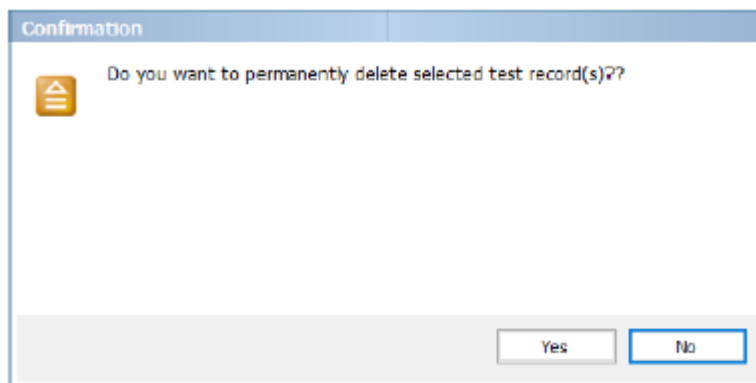 Confirmation
Do you want to permanently delete selected test record(s)??
Yes
No